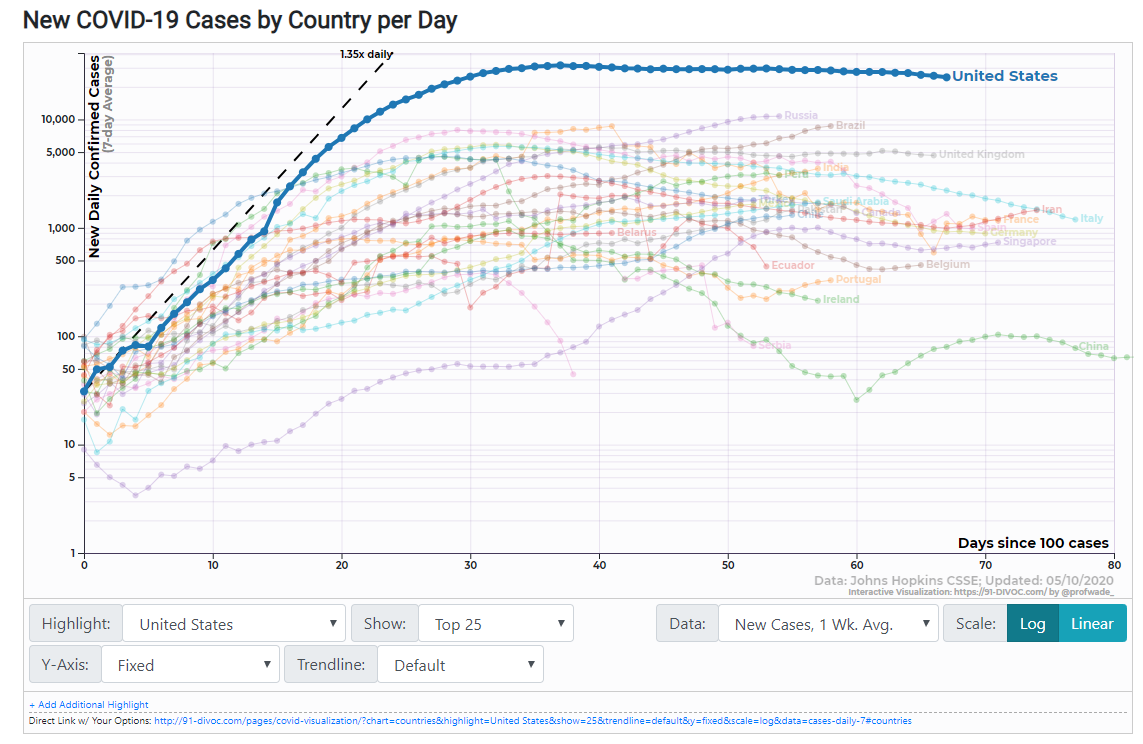 New COVID-19 Cases by Country per Day
New Daily Confirmed Cases
(7-day Average)
1.35x daily
United States
10,000
5,000
1,000
500
100
50
10
5
1
Russia
Brazil
United Kingdom
India
Peru
Turkey
Saudi Arabia
Canada
Iran
Italy
France
Spain
Germany
Singapore
Belarus
Ecuador
Belgium
Portugal
Ireland
Serbia
China
Days since 100 cases
0 10 20 30 40 50 60 70 80
Data: Johns Hopkins CSSE; Updated: 05/10/2020
Interactive Visualization: https://91-DIVOC.com/ by @profwade_
Highlight: United States Show: Top 25 Data: New Cases, 1 Wk. Avg. Scale: Log Linear
Y-Axis: Fixed Trendline: Default
+ Add Additional Highlight
Direct Link w/ Your Options: http://91-divoc.com/pages/covid-visualization/?chart=countries&highlight=United States&show=25&trendline=default&y=fixed&scale=log&data=cases-daily-7#countries